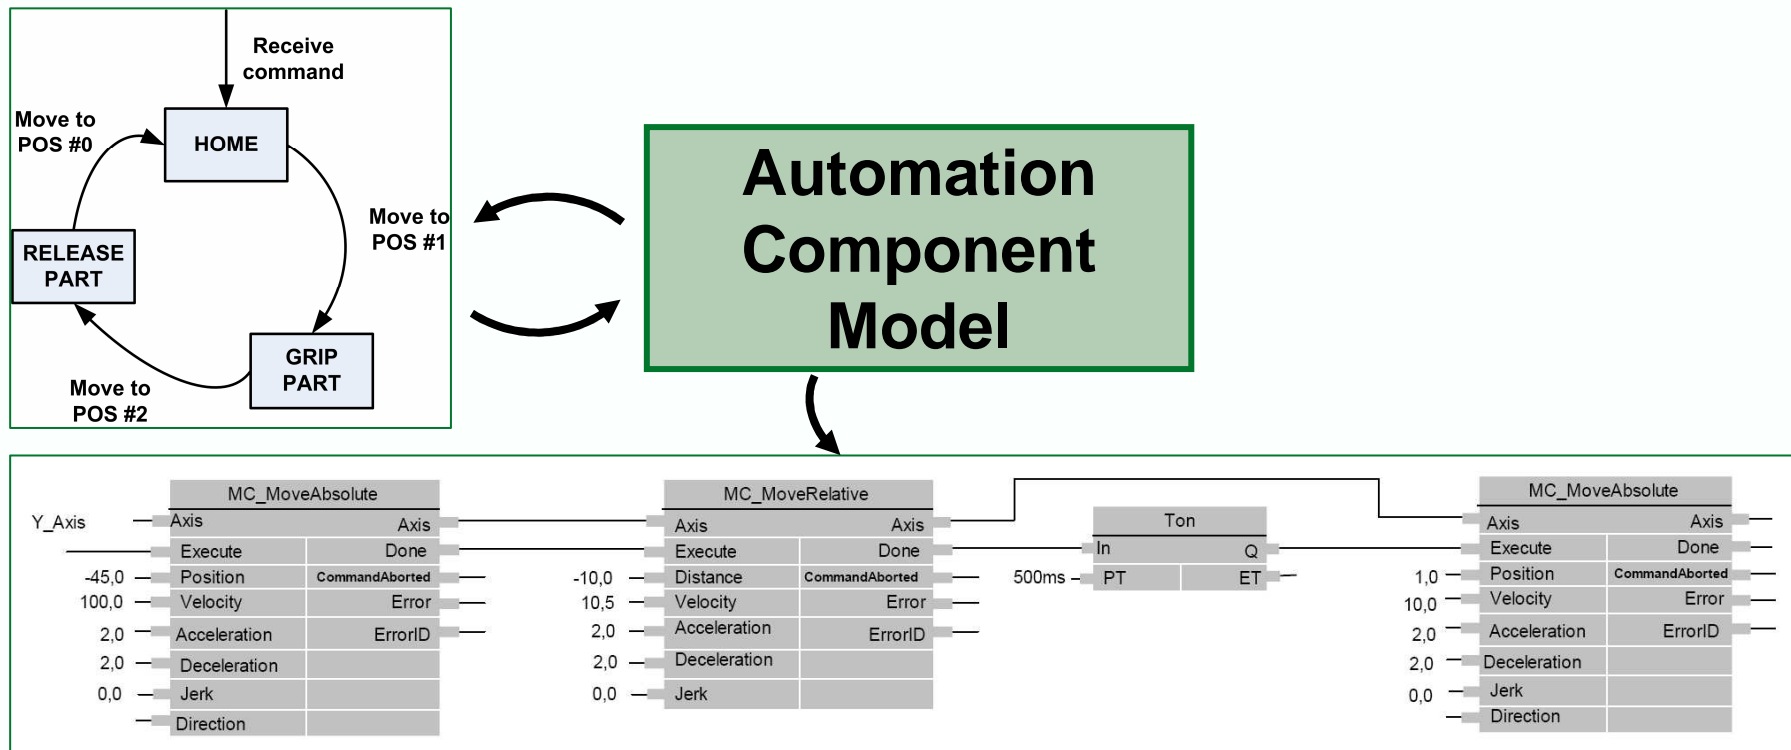 Receive
command
Move to
POS #0
HOME
Move to
POS #1
RELEASE
PART
GRIP
PART
Move to
POS #2
Automation
Component
Model
MC_MoveAbsolute
Y_Axis
Axis Axis
Execute Done
-45,0 Position CommandAborted
100,0 Velocity Error
2,0 Acceleration ErrorID
2,0 Deceleration
0,0 Jerk
Direction
MC_MoveRelative
Axis Axis
Execute Done
-10,0 Distance CommandAborted
10,5 Velocity Error
2,0 Acceleration ErrorID
2,0 Deceleration
0,0 Jerk
Ton
In Q
500ms PT ET
MC_MoveAbsolute
Axis Axis
Execute Done
1,0 Position CommandAborted
10,0 Velocity Error
2,0 Acceleration ErrorID
2,0 Deceleration
0,0 Jerk
Direction